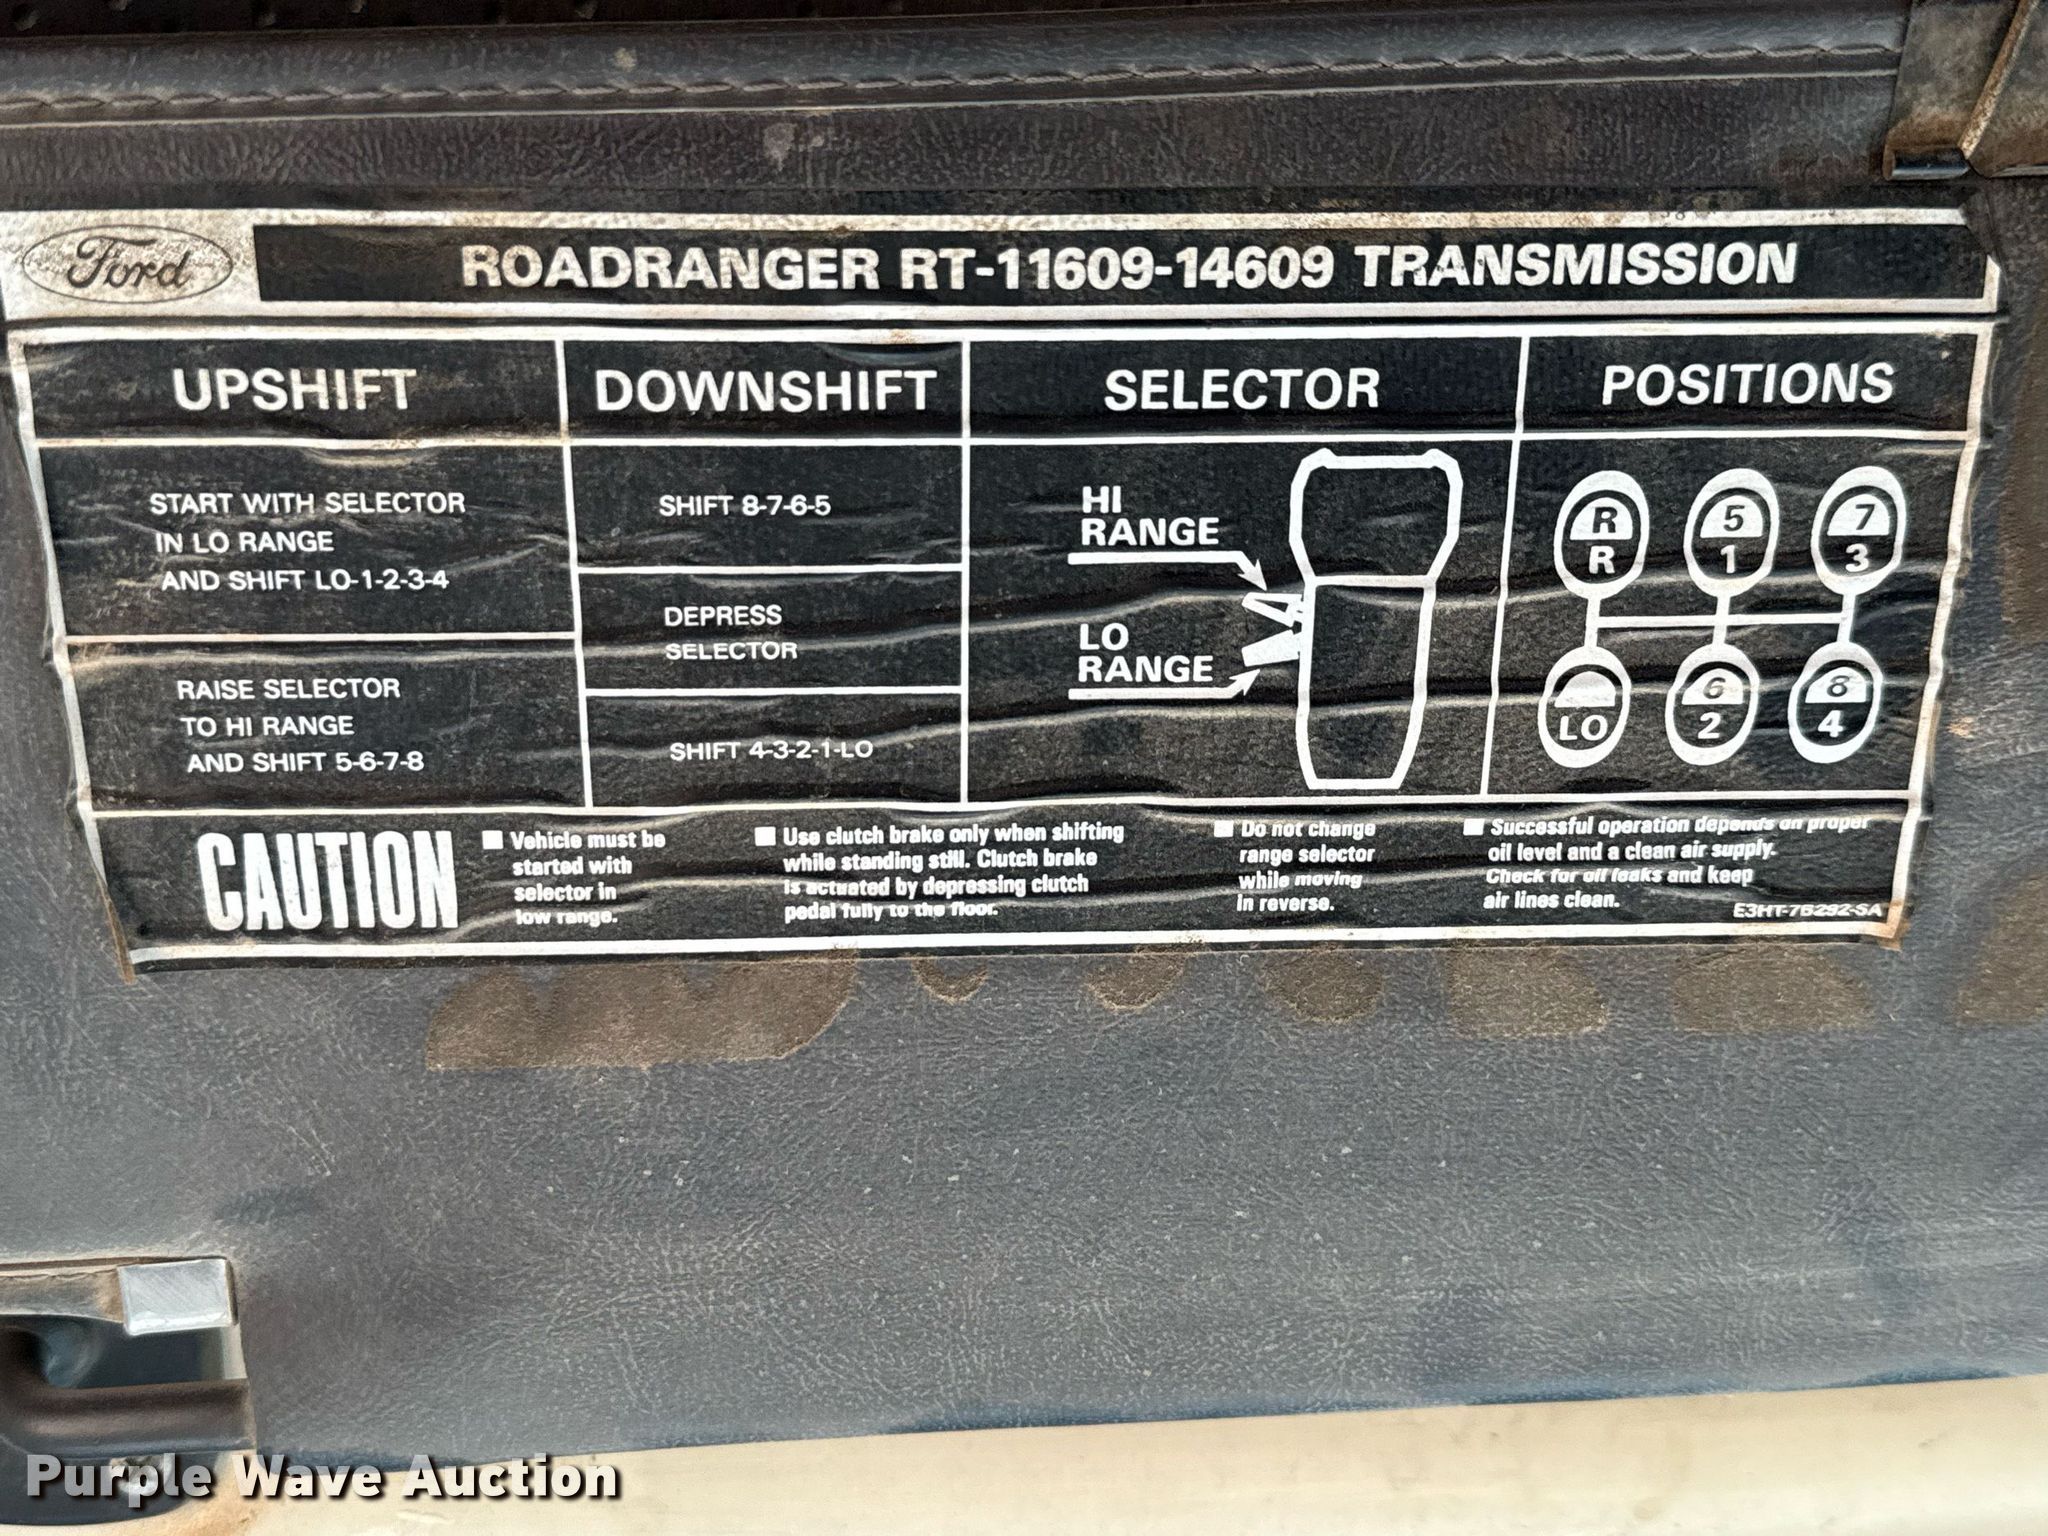 Ford
ROADRANGER RT-11609-14609 TRANSMISSION
UPSHIFT
DOWNSHIFT
SELECTOR
POSITIONS
START WITH SELECTOR
IN LO RANGE
AND SHIFT LO-1-2-3-4
RAISE SELECTOR
TO HI RANGE
AND SHIFT 5-6-7-8
SHIFT 8-7-6-5
DEPRESS
SELECTOR
SHIFT 4-3-2-1-LO
HI
RANGE
LO
RANGE
R 5 7
R 1 3
6 8
LO 2 4
CAUTION
Vehicle must be
started with
selector in
low range.
Use clutch brake only when shifting
while standing still. Clutch brake
is actuated by depressing clutch
pedal fully to the floor.
Do not change
range selector
while moving
in reverse.
Successful operation depends on proper
oil level and a clean air supply.
Check for oil leaks and keep
air lines clean.
E3HT-7B292-SA
Purple Wave Auction